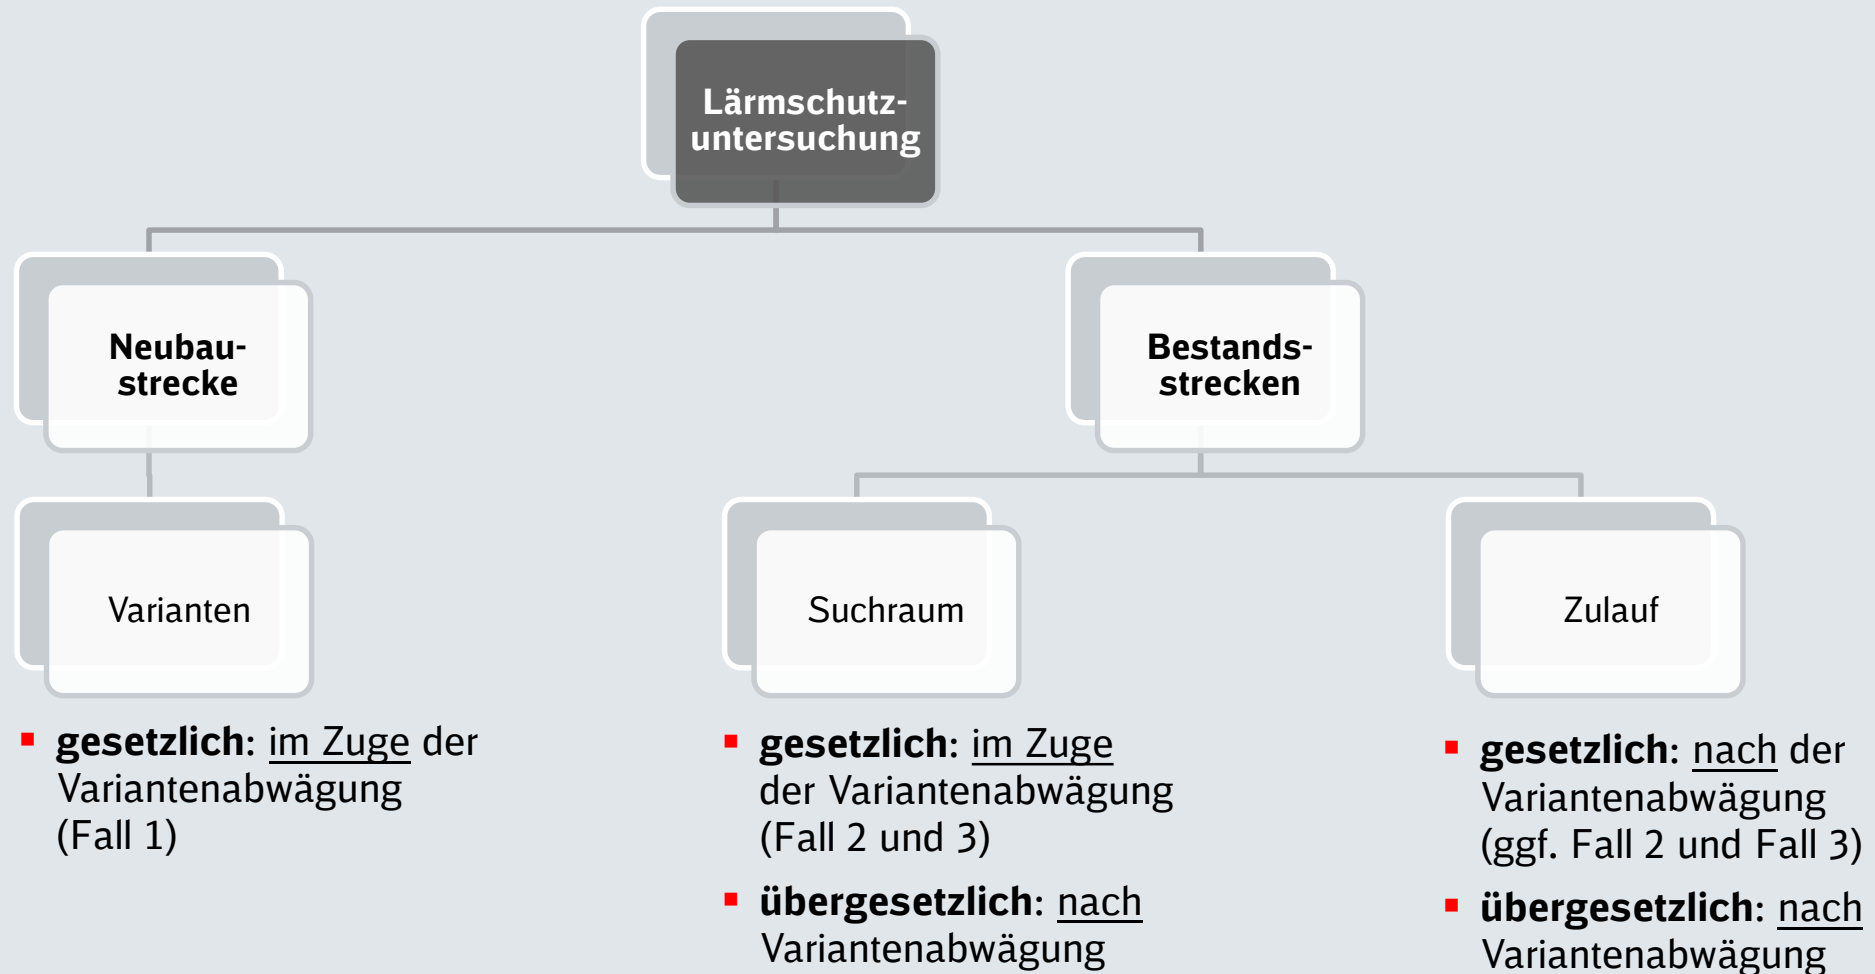 Lärmschutz-
untersuchung
Neubau-
strecke
Bestands-
strecken
Varianten
Suchraum
Zulauf
▪ gesetzlich: im Zuge der
Variantenabwägung
(Fall 1)
▪ gesetzlich: im Zuge
der Variantenabwägung
(Fall 2 und 3)
▪ übergesetzlich: nach
Variantenabwägung
▪ gesetzlich: nach der
Variantenabwägung
(ggf. Fall 2 und Fall 3)
▪ übergesetzlich: nach
Variantenabwägung